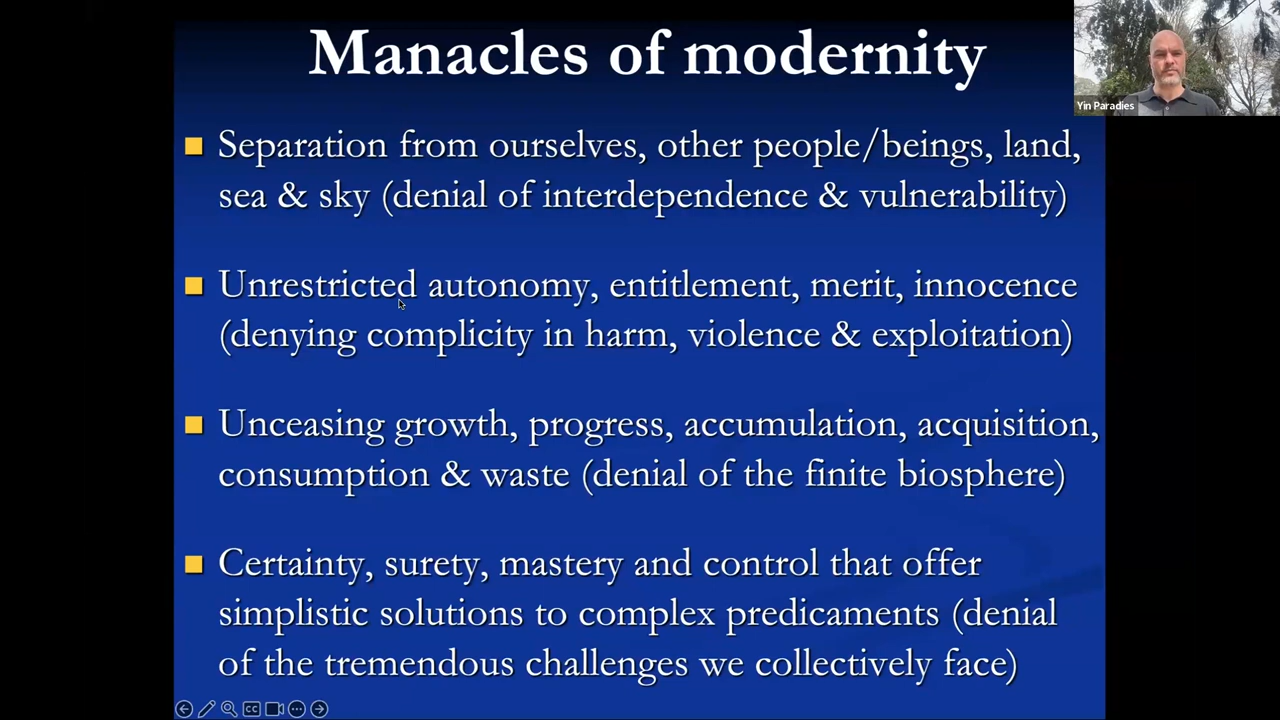 Manacles of modernity
Yin Paradies
Separation from ourselves, other people/beings, land,
sea & sky (denial of interdependence & vulnerability)
Unrestricted autonomy, entitlement, merit, innocence
(denying complicity in harm, violence & exploitation)
Unceasing growth, progress, accumulation, acquisition,
consumption & waste (denial of the finite biosphere)
Certainty, surety, mastery and control that offer
simplistic solutions to complex predicaments (denial
of the tremendous challenges we collectively face)
CC